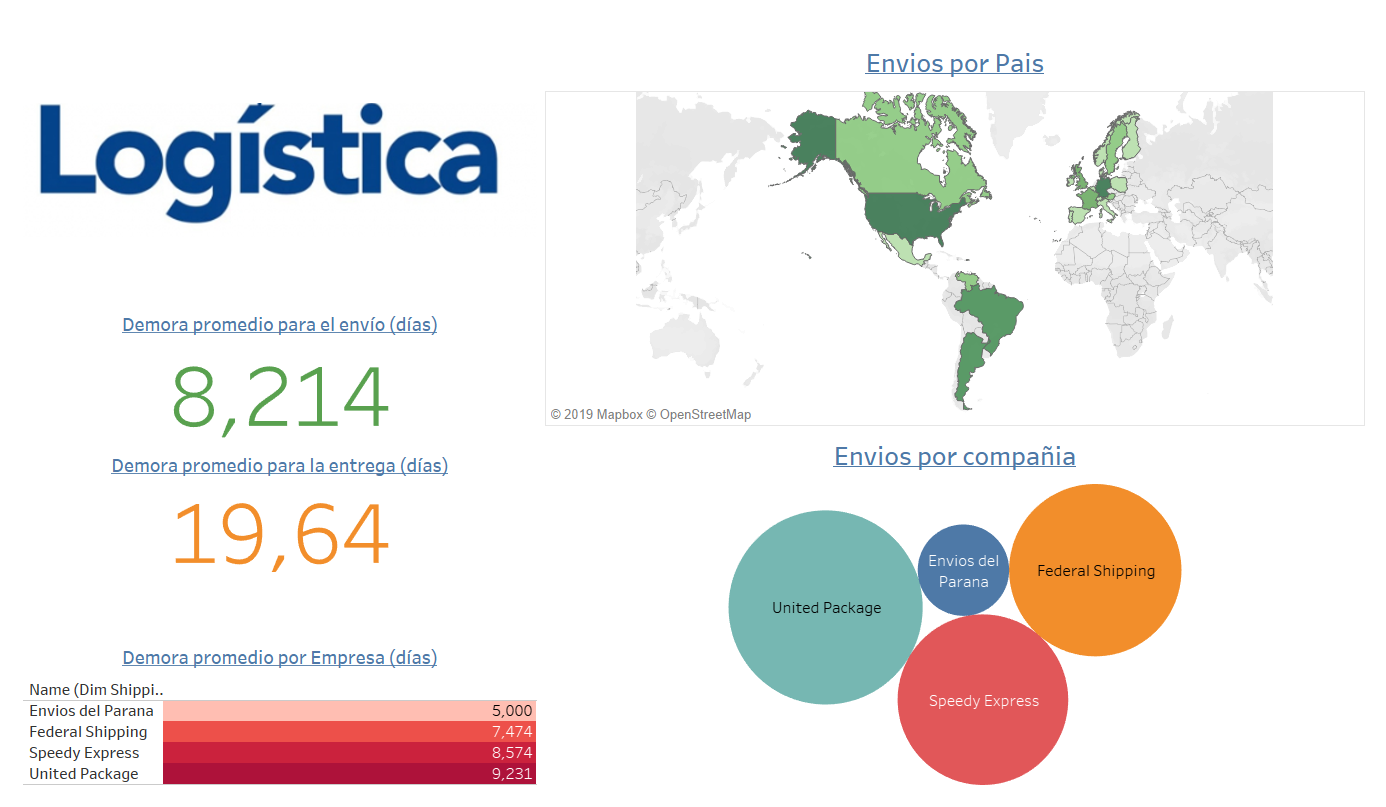 Logística
Demora promedio para el envío (días)
8,214
Demora promedio para la entrega (días)
19,64
Demora promedio por Empresa (días)
Name (Dim Shippi..
Envios del Parana 5,000
Federal Shipping 7,474
Speedy Express 8,574
United Package 9,231
Envios por Pais
© 2019 Mapbox © OpenStreetMap
Envios por compañia
United Package
Envios del
Parana
Federal Shipping
Speedy Express